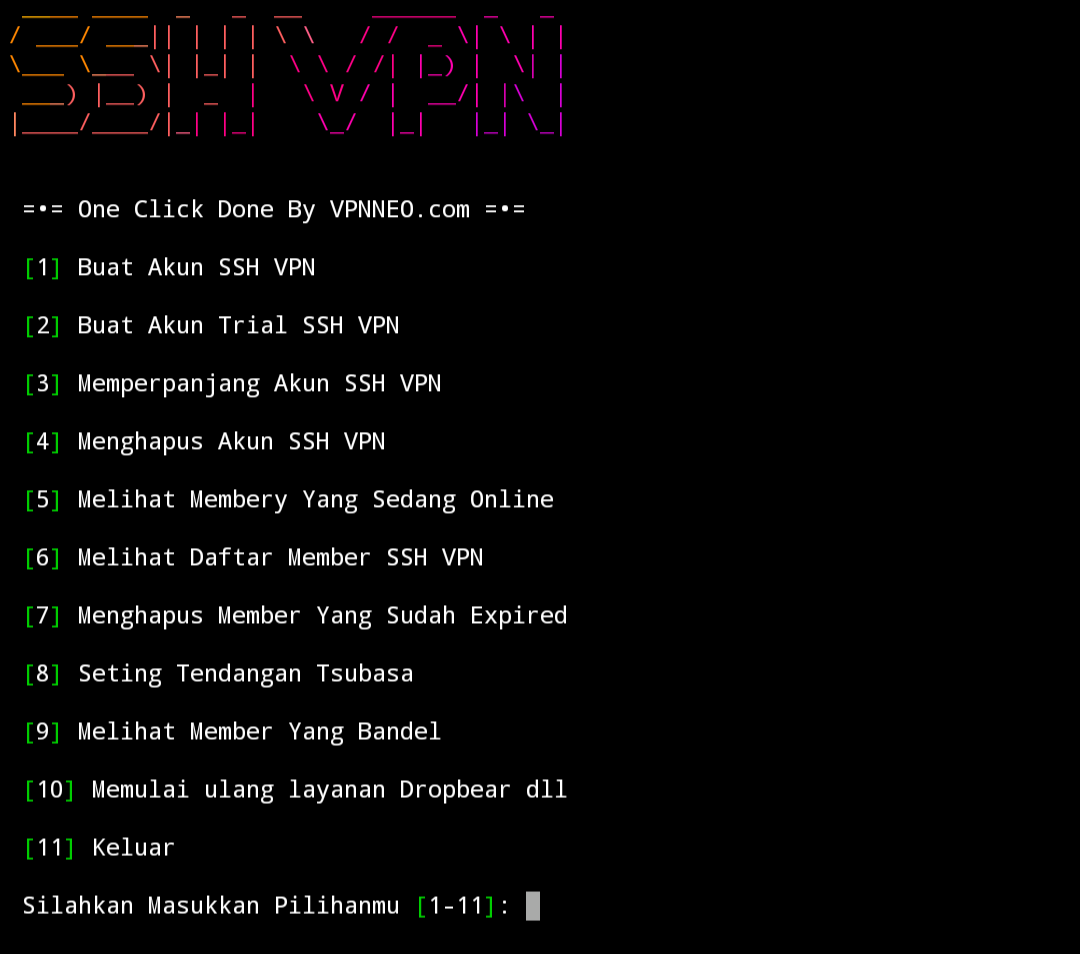 SSH VPN
=•= One Click Done By VPNNEO.com =•=
[1] Buat Akun SSH VPN
[2] Buat Akun Trial SSH VPN
[3] Memperpanjang Akun SSH VPN
[4] Menghapus Akun SSH VPN
[5] Melihat Membery Yang Sedang Online
[6] Melihat Daftar Member SSH VPN
[7] Menghapus Member Yang Sudah Expired
[8] Seting Tendangan Tsubasa
[9] Melihat Member Yang Bandel
[10] Memulai ulang layanan Dropbear dll
[11] Keluar
Silahkan Masukkan Pilihanmu [1-11]: